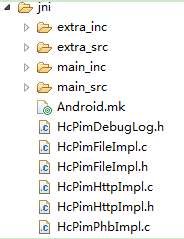 jni
extra_inc
extra_src
main_inc
main_src
Android.mk
HcPimDebugLog.h
HcPimFileImpl.c
HcPimFileImpl.h
HcPimHttpImpl.c
HcPimHttpImpl.h
HcPimPhbImpl.c